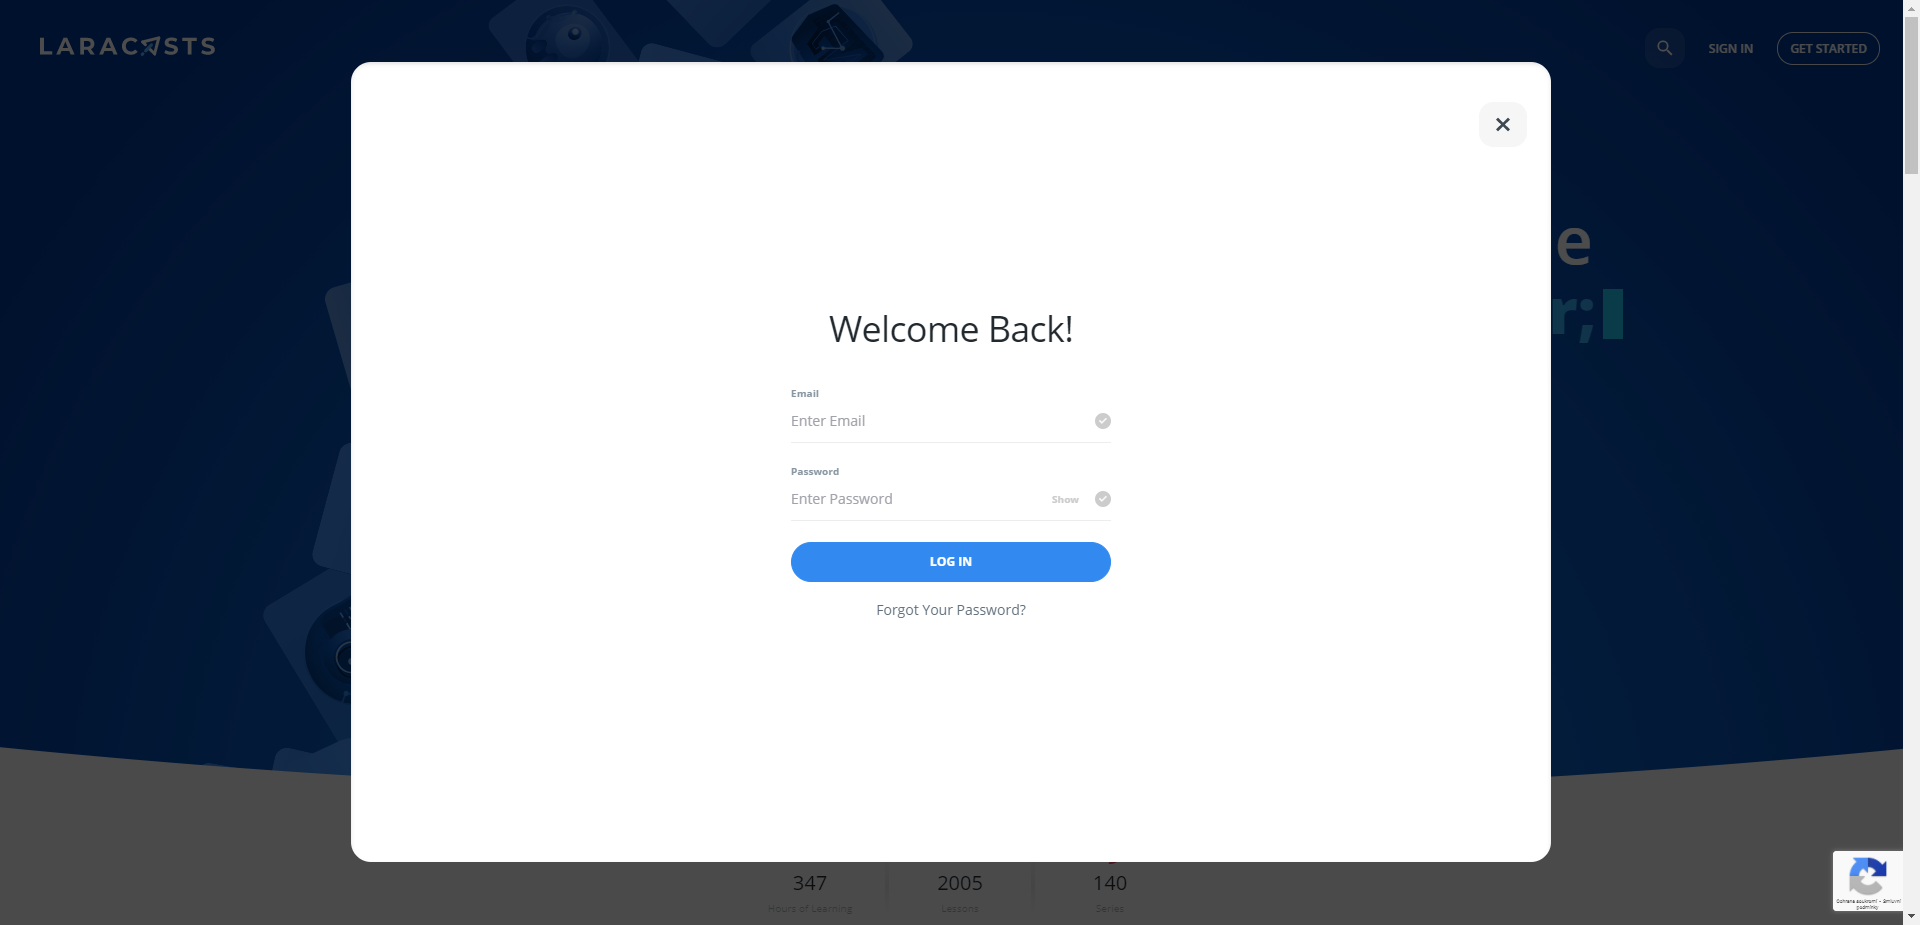 LARACASTS
SIGN IN
GET STARTED
e
r;
Welcome Back!
Email
Enter Email
Password
Enter Password
Show
LOG IN
Forgot Your Password?
347
2005
140
Hours of Learning
Lessons
Series
Ochrana soukromí - Smluvní
podmínky